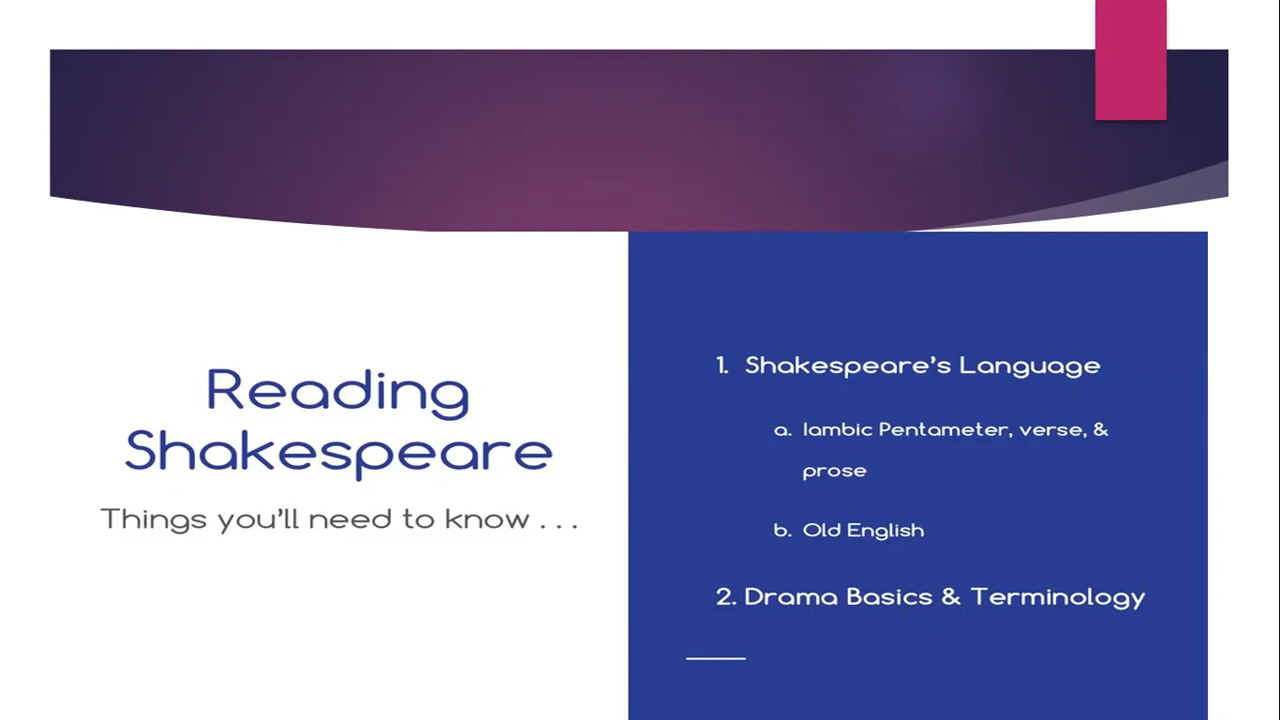 Reading
Shakespeare
Things you'll need to know . . .
1. Shakespeare's Language
a. Iambic Pentameter, verse, &
prose
b. Old English
2. Drama Basics & Terminology